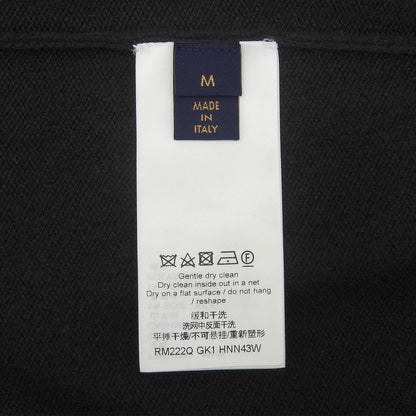 M
MADE
IN
ITALY
Gentle dry clean
Dry clean inside out in a net
Dry on a flat surface / do not hang
/ reshape
缓和干洗
洗网中反面干洗
平摊干燥/不可悬挂/重新整形
RM222Q GK1 HNN43W